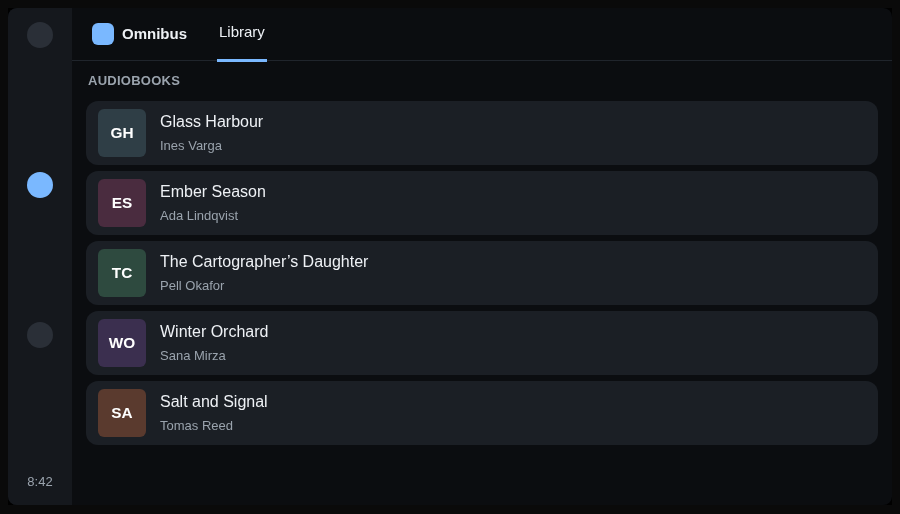 Omnibus
Library
AUDIOBOOKS
GH
Glass Harbour
Ines Varga
ES
Ember Season
Ada Lindqvist
TC
The Cartographer’s Daughter
Pell Okafor
WO
Winter Orchard
Sana Mirza
SA
Salt and Signal
Tomas Reed
8:42